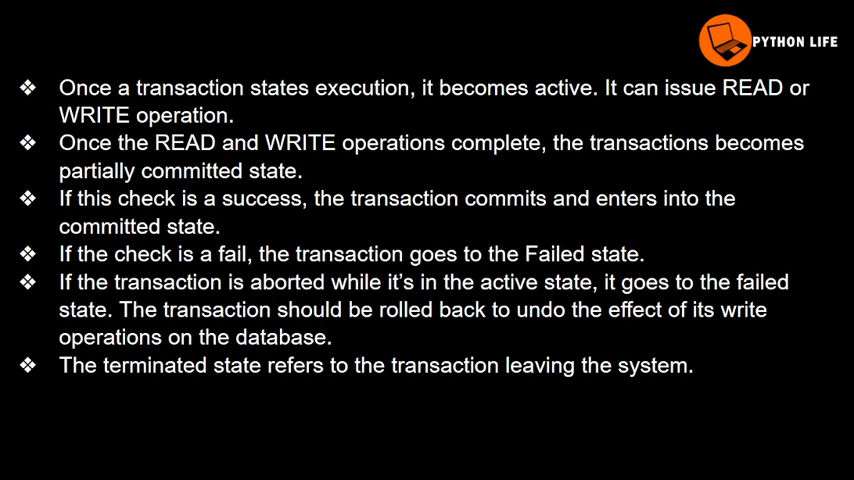 PYTHON LIFE
❖ Once a transaction states execution, it becomes active. It can issue READ or
WRITE operation.
❖ Once the READ and WRITE operations complete, the transactions becomes
partially committed state.
❖ If this check is a success, the transaction commits and enters into the
committed state.
❖ If the check is a fail, the transaction goes to the Failed state.
❖ If the transaction is aborted while it’s in the active state, it goes to the failed
state. The transaction should be rolled back to undo the effect of its write
operations on the database.
❖ The terminated state refers to the transaction leaving the system.